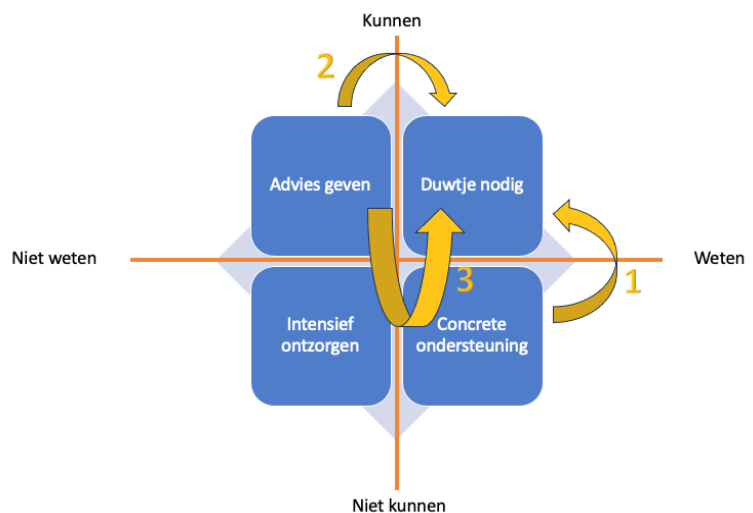 Kunnen
2
Advies geven
Duwtje nodig
Niet weten
Weten
3
1
Intensief
ontzorgen
Concrete
ondersteuning
Niet kunnen